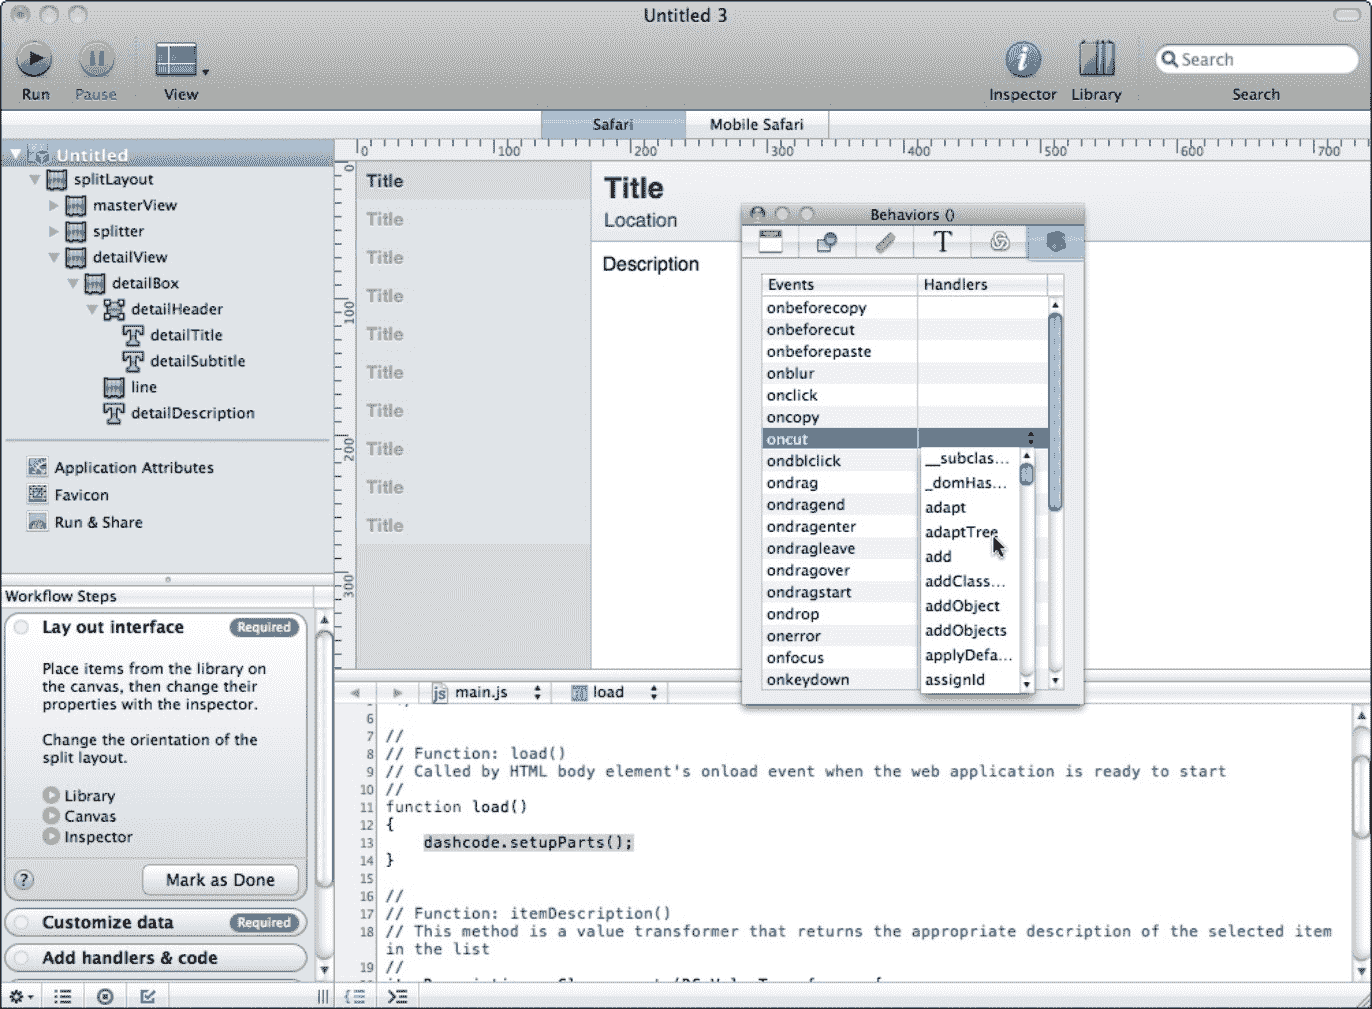 Untitled 3
Run
Pause
View
Inspector
Library
Search
Search
Safari
Mobile Safari
Untitled
splitLayout
masterView
splitter
detailView
detailBox
detailHeader
detailTitle
detailSubtitle
line
detailDescription
Application Attributes
Favicon
Run & Share
Workflow Steps
Lay out interface
Required
Place items from the library on
the canvas, then change their
properties with the inspector.
Change the orientation of the
split layout.
Library
Canvas
Inspector
?
Mark as Done
Customize data
Required
Add handlers & code
0
100
200
300
400
500
600
700
0
100
200
300
Title
Title
Title
Title
Title
Title
Title
Title
Title
Title
Title
Location
Description
Behaviors ()
T
Events
Handlers
onbeforecopy
onbeforecut
onbeforepaste
onblur
onclick
oncopy
oncut
ondblclick
ondrag
ondragend
ondragenter
ondragleave
ondragover
ondragstart
ondrop
onerror
onfocus
onkeydown
__subclas...
_domHas...
adapt
adaptTree
add
addClass...
addObject
addObjects
applyDefa...
assignId
js main.js
load
6
7 //
8 // Function: load()
9 // Called by HTML body element's onload event when the web application is ready to start
10 //
11 function load()
12 {
13 dashcode.setupParts();
14 }
15
16 //
17 // Function: itemDescription()
18 // This method is a value transformer that returns the appropriate description of the selected item
in the list
19 //